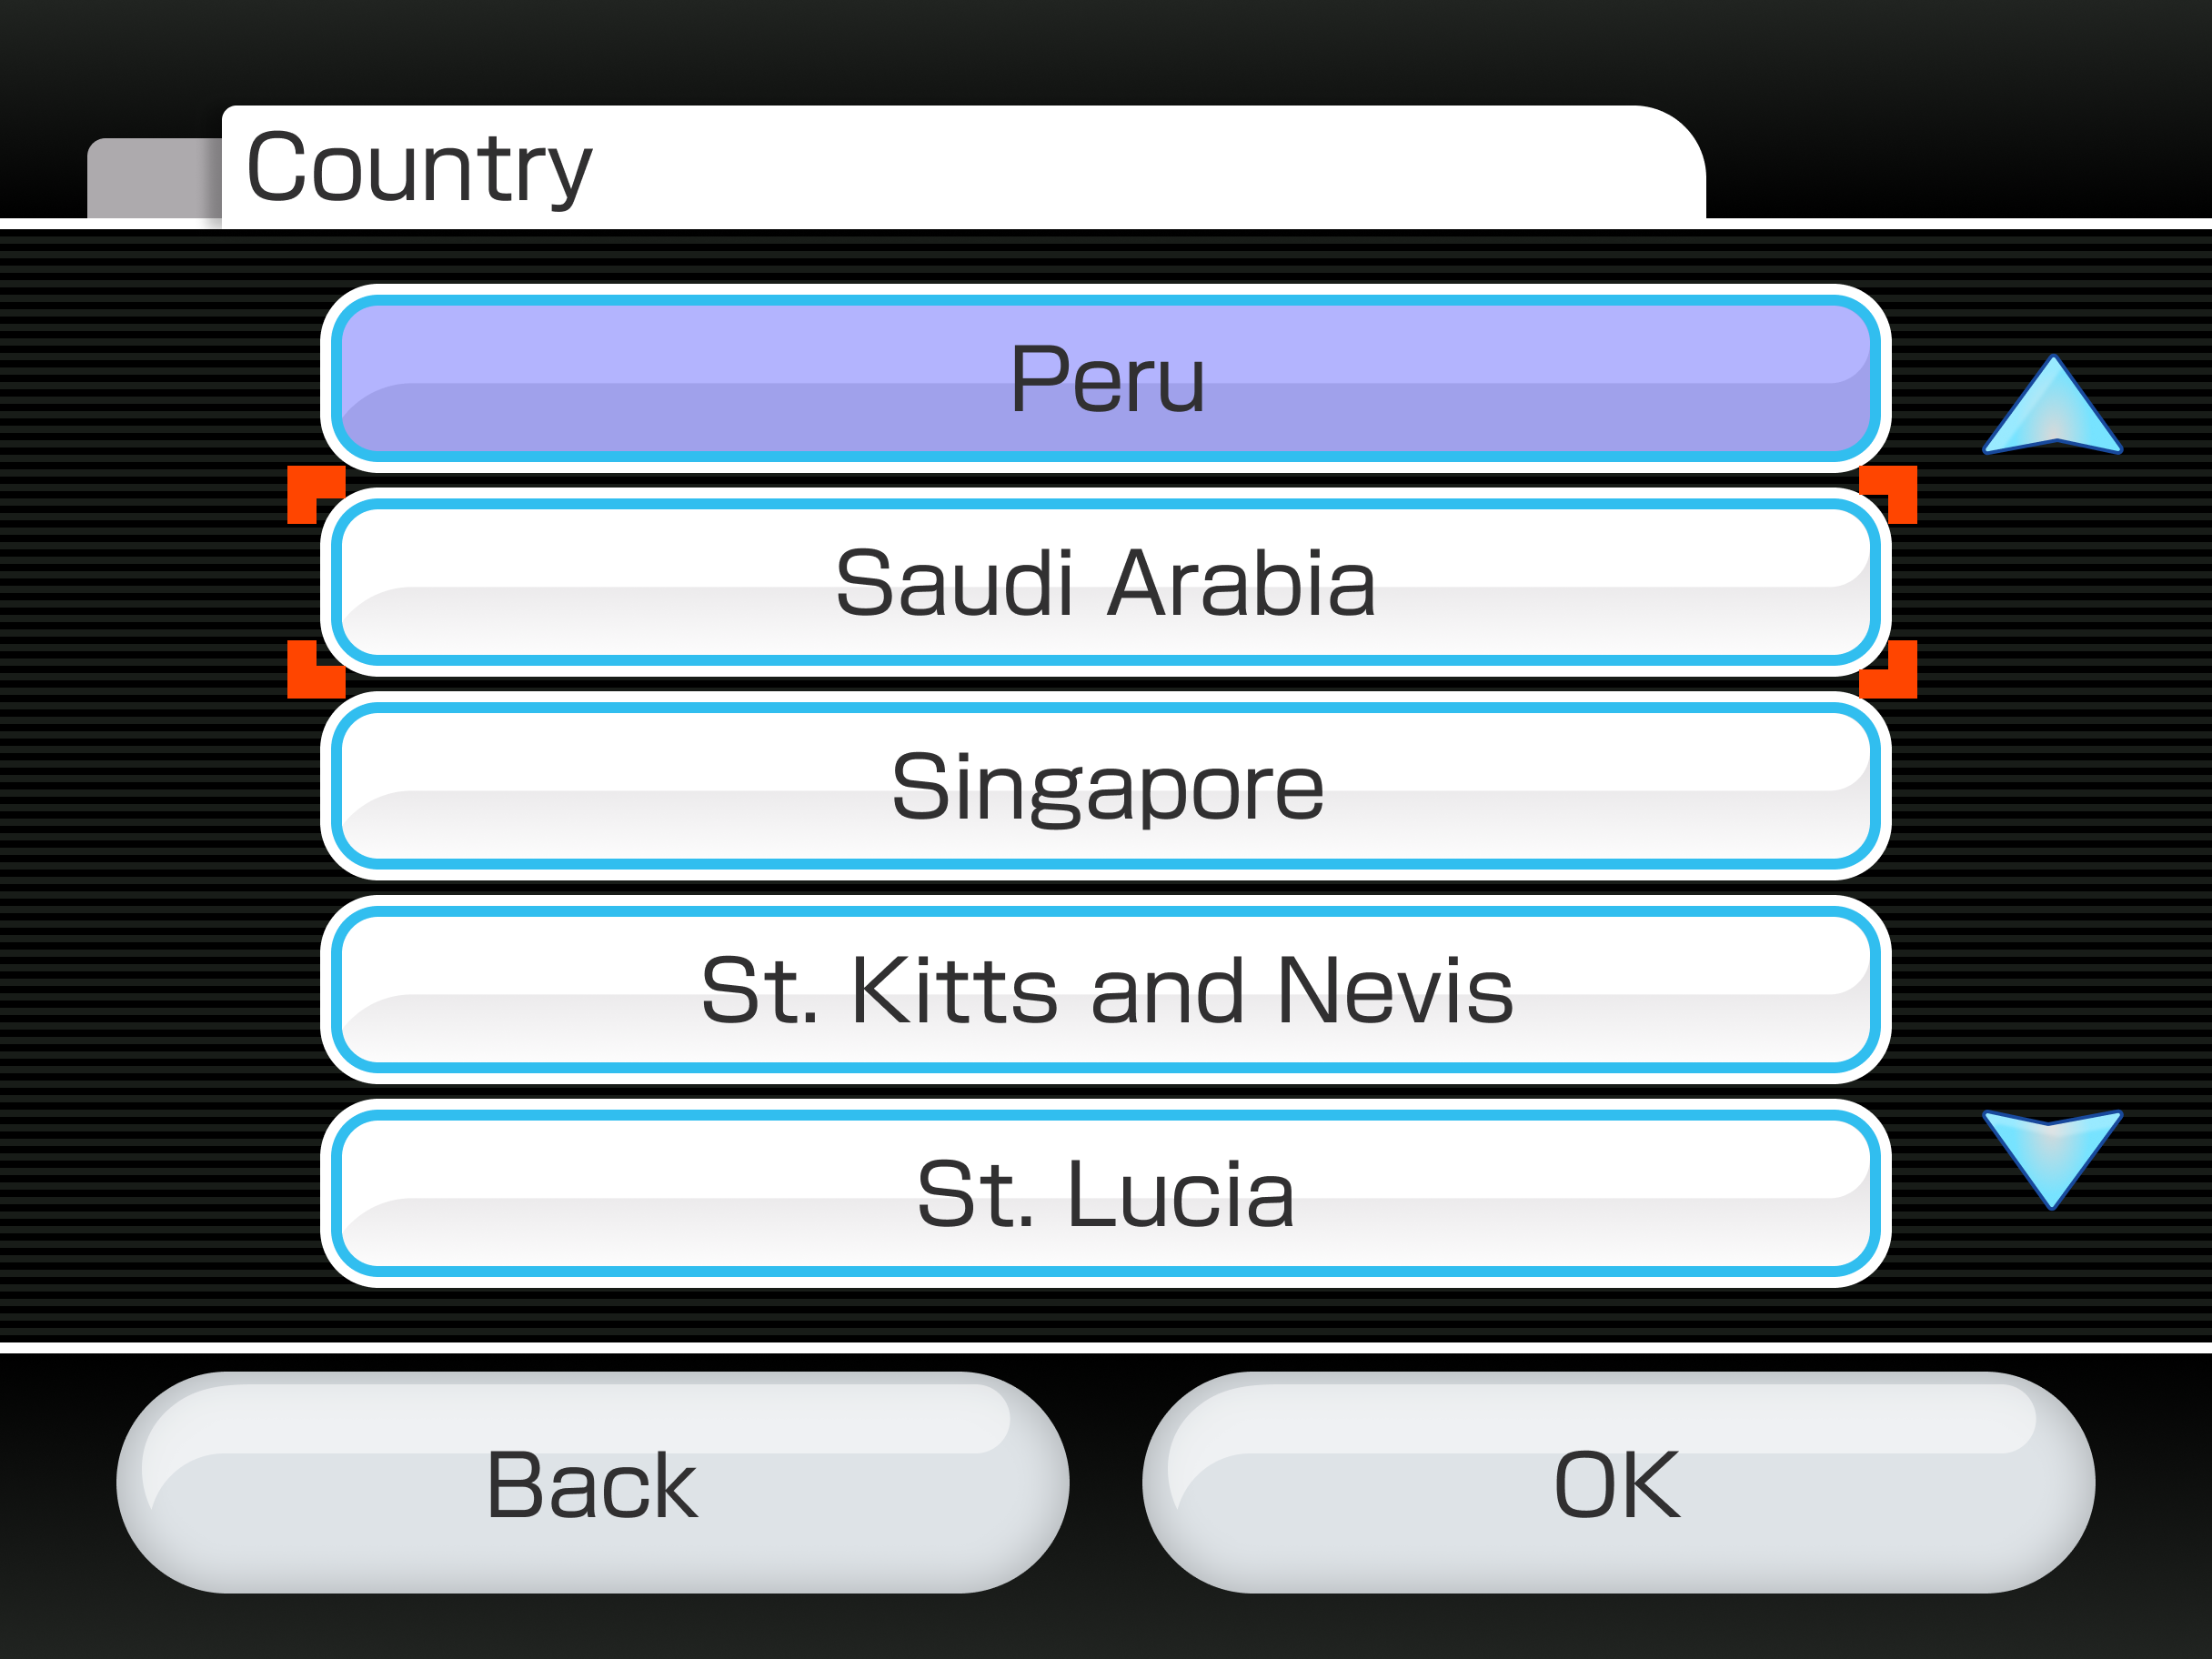 Country
Peru
Saudi Arabia
Singapore
St. Kitts and Nevis
St. Lucia
Back
OK